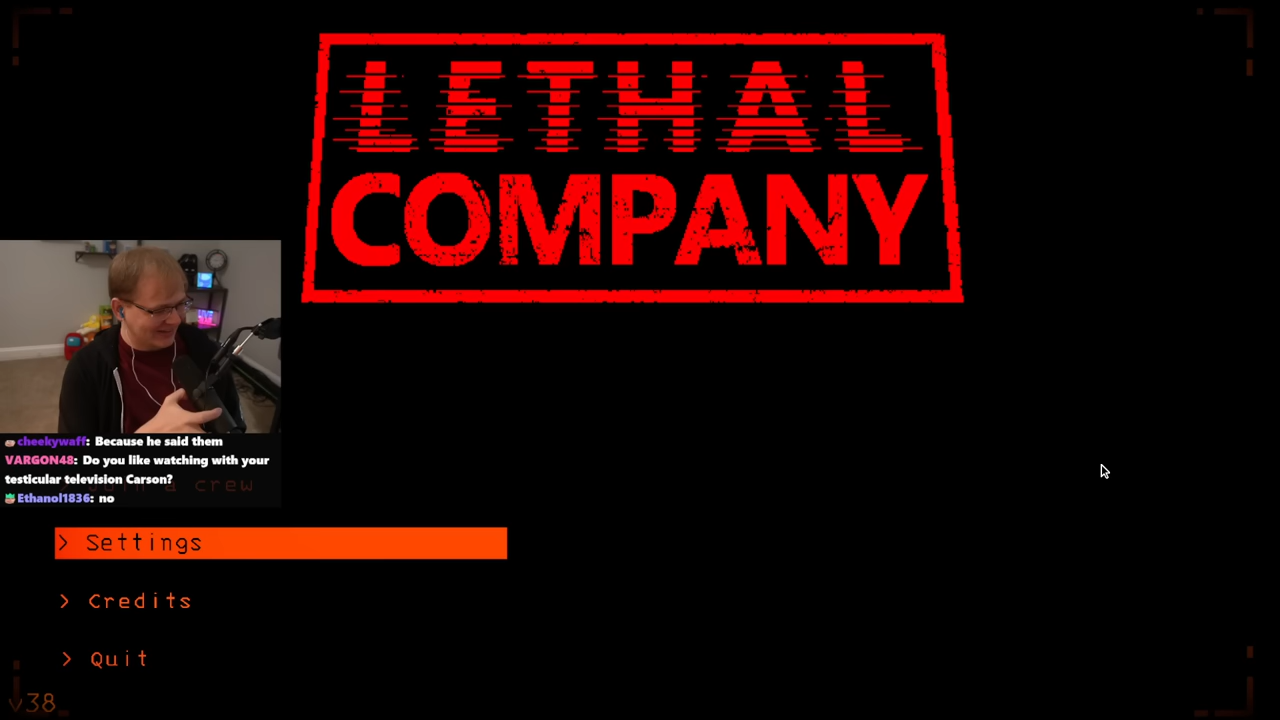 LETHAL
COMPANY
cheekywaff: Because he said them
VARGON48: Do you like watching with your
testicular television Carson?
Ethanol1836: no
a crew
> Settings
> Credits
> Quit
v38